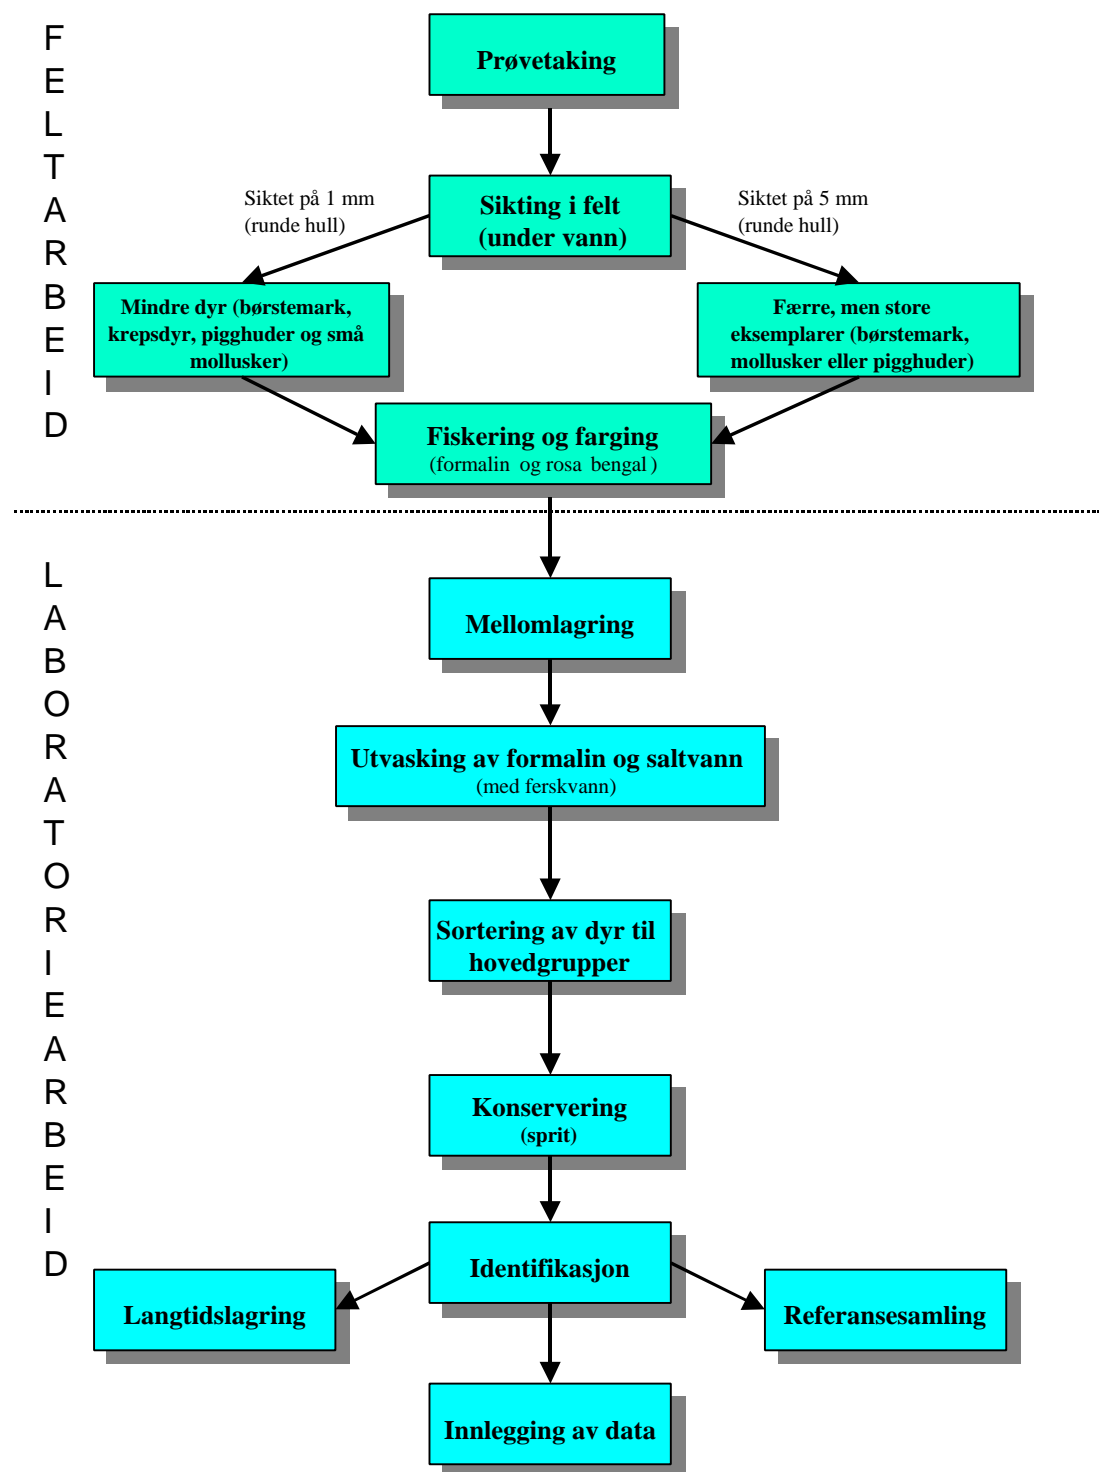 FELTARBEID
Prøvetaking
Siktet på 1 mm
(runde hull)
Sikting i felt
(under vann)
Siktet på 5 mm
(runde hull)
Mindre dyr (børstemark,
krepsdyr, pigghuder og små
mollusker)
Færre, men store
eksemplarer (børstemark,
mollusker eller pigghuder)
Fiskering og farging
(formalin og rosa bengal)
LABORATORIEARBEID
Mellomlagring
Utvasking av formalin og saltvann
(med ferskvann)
Sortering av dyr til
hovedgrupper
Konservering
(sprit)
Identifikasjon
Langtidslagring
Referansesamling
Innlegging av data